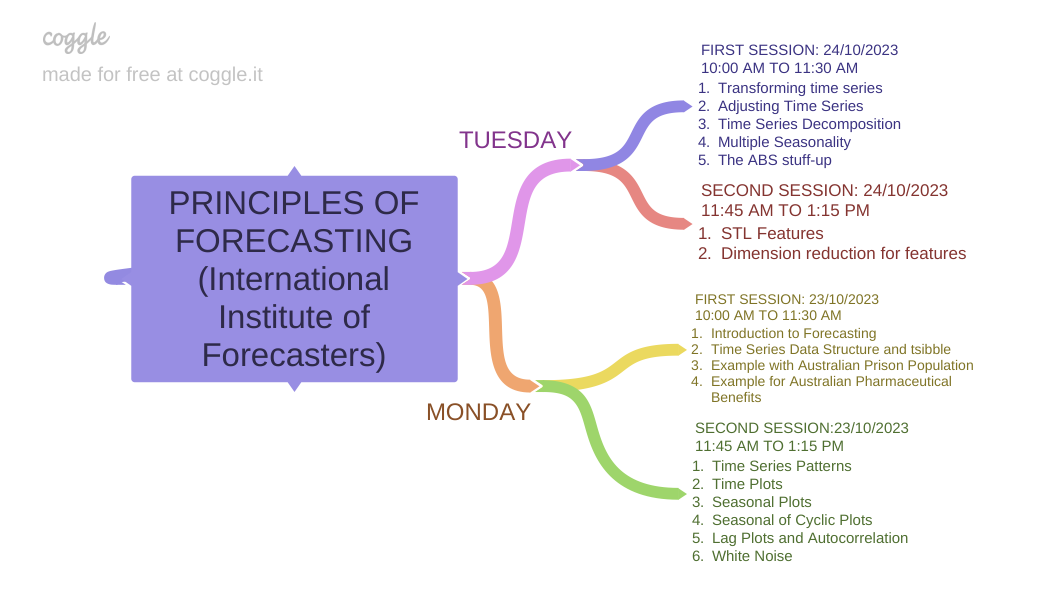 coggle
made for free at coggle.it
PRINCIPLES OF
FORECASTING
(International
Institute of
Forecasters)
TUESDAY
FIRST SESSION: 24/10/2023
10:00 AM TO 11:30 AM
1. Transforming time series
2. Adjusting Time Series
3. Time Series Decomposition
4. Multiple Seasonality
5. The ABS stuff-up
SECOND SESSION: 24/10/2023
11:45 AM TO 1:15 PM
1. STL Features
2. Dimension reduction for features
MONDAY
FIRST SESSION: 23/10/2023
10:00 AM TO 11:30 AM
1. Introduction to Forecasting
2. Time Series Data Structure and tsibble
3. Example with Australian Prison Population
4. Example for Australian Pharmaceutical
Benefits
SECOND SESSION:23/10/2023
11:45 AM TO 1:15 PM
1. Time Series Patterns
2. Time Plots
3. Seasonal Plots
4. Seasonal of Cyclic Plots
5. Lag Plots and Autocorrelation
6. White Noise